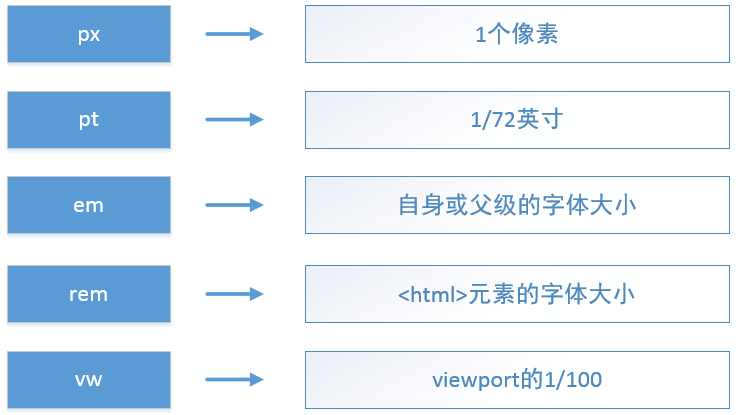 px
1个像素
pt
1/72英寸
em
自身或父级的字体大小
rem
<html>元素的字体大小
vw
viewport的1/100